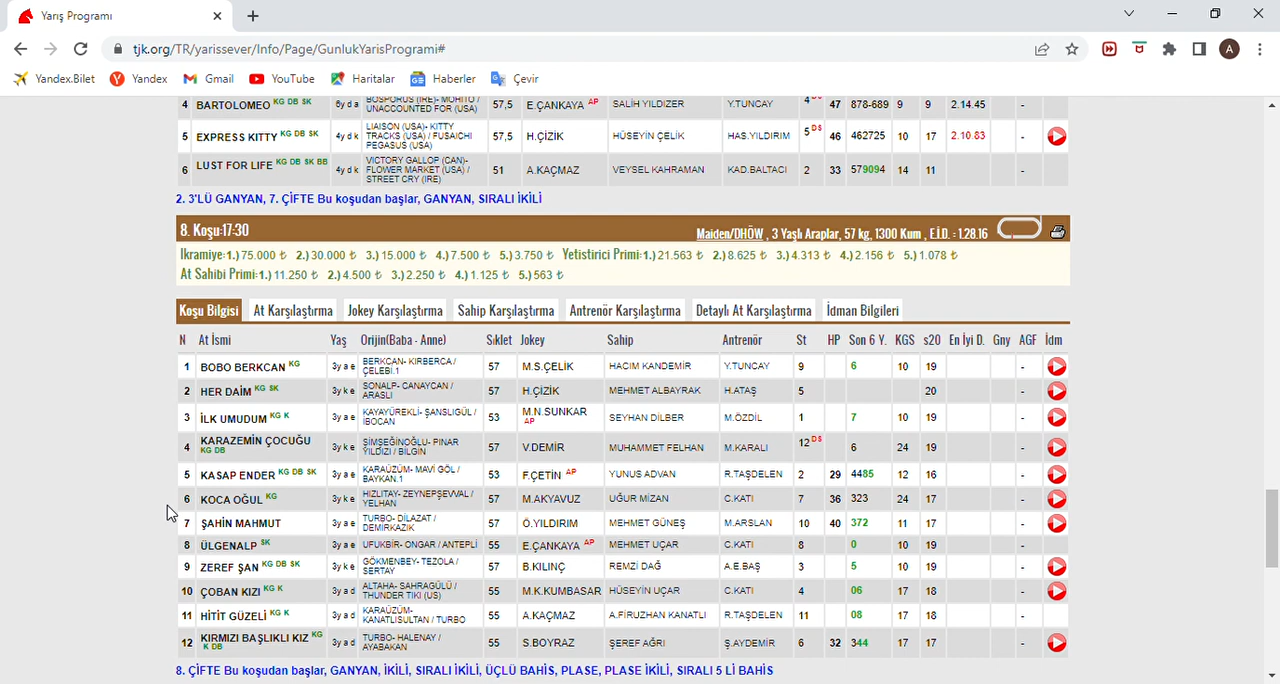 Yarış Programı
tjk.org/TR/yarissever/Info/Page/GunlukYarisProgrami#
A
Yandex.Bilet Yandex Gmail YouTube Haritalar Haberler Çevir
4 BARTOLOMEO KG DB SK 6y d a BOSPORUS (IRE)- MOHITO / UNACCOUNTED FOR (USA) 57,5 E.ÇANKAYA AP SALİH YILDIZER Y.TUNCAY 4 DS 47 878-689 9 9 2.14.45 -
5 EXPRESS KITTY KG DB SK 4y d k LIAISON (USA)- KITTY TRACKS (USA) / FUSAICHI PEGASUS (USA) 57,5 H.ÇİZİK HÜSEYİN ÇELİK HAS.YILDIRIM 5 DS 46 462725 10 17 2.10.83 -
6 LUST FOR LIFE KG DB SK BB 4y d k VICTORY GALLOP (CAN)- FLOWER MARKET (USA) / STREET CRY (IRE) 51 A.KAÇMAZ VEYSEL KAHRAMAN KAD.BALTACI 2 33 579094 14 11 -
2. 3'LÜ GANYAN, 7. ÇİFTE Bu koşudan başlar, GANYAN, SIRALI İKİLİ
8. Koşu:17:30 Maiden/DHÖW , 3 Yaşlı Araplar, 57 kg, 1300 Kum , E.İ.D. : 1.28.16
İkramiye:1.) 75.000 ₺ 2.) 30.000 ₺ 3.) 15.000 ₺ 4.) 7.500 ₺ 5.) 3.750 ₺ Yetistirici Primi:1.) 21.563 ₺ 2.) 8.625 ₺ 3.) 4.313 ₺ 4.) 2.156 ₺ 5.) 1.078 ₺
At Sahibi Primi:1.) 11.250 ₺ 2.) 4.500 ₺ 3.) 2.250 ₺ 4.) 1.125 ₺ 5.) 563 ₺
Koşu Bilgisi At Karşılaştırma Jokey Karşılaştırma Sahip Karşılaştırma Antrenör Karşılaştırma Detaylı At Karşılaştırma İdman Bilgileri
N At İsmi Yaş Orijin(Baba - Anne) Sıklet Jokey Sahip Antrenör St HP Son 6 Y. KGS s20 En İyi D. Gny AGF İdm
1 BOBO BERKCAN KG 3y a e BERKCAN- KIRBERCA / ÇELEBİ.1 57 M.S.ÇELİK HACIM KANDEMİR Y.TUNCAY 9 6 10 19 -
2 HER DAİM KG SK 3y k e SONALP- CANAYCAN / ARASLI 57 H.ÇİZİK MEHMET ALBAYRAK H.ATAŞ 5 20 -
3 İLK UMUDUM KG K 3y a e KAYAYÜREKLİ- ŞANSLIGÜL / İBOCAN 53 M.N.SUNKAR AP SEYHAN DİLBER M.ÖZDİL 1 7 10 19 -
4 KARAZEMİN ÇOCUĞU KG DB 3y k e ŞİMŞEĞİNOĞLU- PINAR YILDIZI / BİLGİN 57 V.DEMİR MUHAMMET FELHAN M.KARALI 12 DS 6 24 19 -
5 KASAP ENDER KG DB SK 3y a e KARAÜZÜM- MAVİ GÖL / BAYKAN.1 53 F.ÇETİN AP YUNUS ADVAN R.TAŞDELEN 2 29 4485 12 16 -
6 KOCA OĞUL KG 3y k e HIZLITAY- ZEYNEPŞEVVAL / YELHAN 57 M.AKYAVUZ UĞUR MİZAN C.KATI 7 36 323 24 17 -
7 ŞAHİN MAHMUT 3y a e TURBO- DİLAZAT / DEMİRKAZIK 57 Ö.YILDIRIM MEHMET GÜNEŞ M.ARSLAN 10 40 372 11 17 -
8 ÜLGENALP SK 3y a e UFUKBİR- ONGAR / ANTEPLİ 55 E.ÇANKAYA AP MEHMET UÇAR C.KATI 8 0 10 19 -
9 ZEREF ŞAN KG DB SK 3y k e GÖKMENBEY- TEZOLA / SERTAY 57 B.KILINÇ REMZİ DAĞ A.E.BAŞ 3 5 10 19 -
10 ÇOBAN KIZI KG K 3y a d ALTAHA- SAHRAGÜLÜ / THUNDER TIKI (US) 55 M.K.KUMBASAR HÜSEYİN UÇAR C.KATI 4 06 17 18 -
11 HİTİT GÜZELİ KG K 3y a d KARAÜZÜM- KANATLISULTAN / TURBO 55 A.KAÇMAZ A.FİRUZHAN KANATLI R.TAŞDELEN 11 08 17 18 -
12 KIRMIZI BAŞLIKLI KIZ KG K DB 3y a d TURBO- HALENAY / AYABAKAN 55 S.BOYRAZ ŞEREF AĞRI Ş.AYDEMİR 6 32 344 17 17 -
8. ÇİFTE Bu koşudan başlar, GANYAN, İKİLİ, SIRALI İKİLİ, ÜÇLÜ BAHİS, PLASE, PLASE İKİLİ, SIRALI 5 Lİ BAHİS